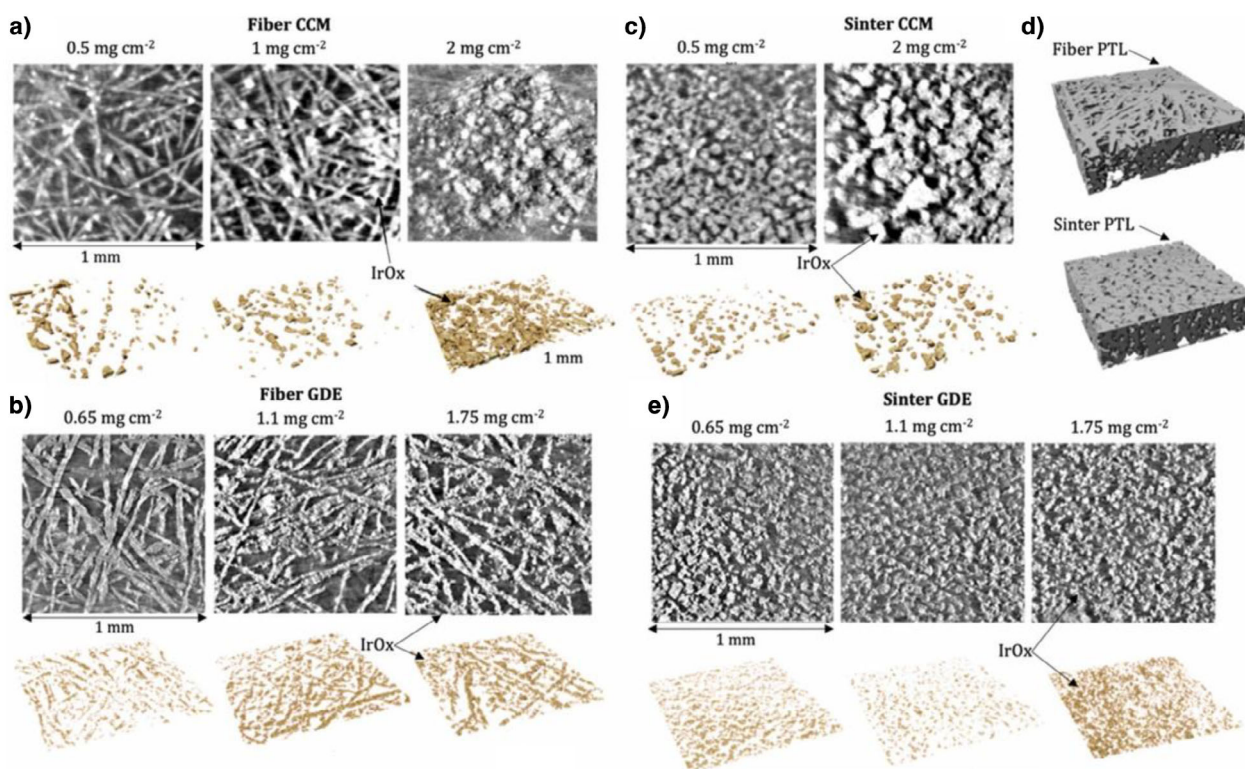 a)
Fiber CCM
0.5 mg cm-2
1 mg cm-2
2 mg cm-2
1 mm
IrOx
1 mm
c)
Sinter CCM
0.5 mg cm-2
2 mg cm-2
1 mm
IrOx
d)
Fiber PTL
Sinter PTL
b)
Fiber GDE
0.65 mg cm-2
1.1 mg cm-2
1.75 mg cm-2
1 mm
IrOx
e)
Sinter GDE
0.65 mg cm-2
1.1 mg cm-2
1.75 mg cm-2
1 mm
IrOx